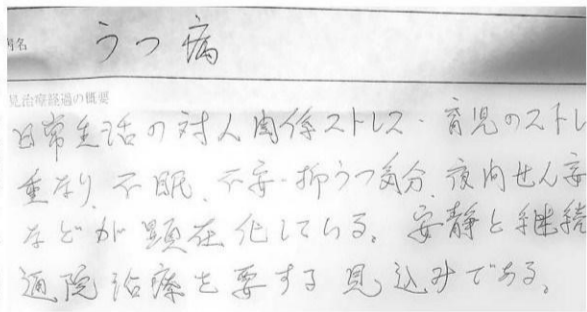 病名 うつ病
見治療経過の概要
日常生活の対人関係ストレス・育児のストレ
重なり、不眠、不安・抑うつ気分、夜間せん妄
などが顕在化している。安静と継続
通院治療を要する見込みである。